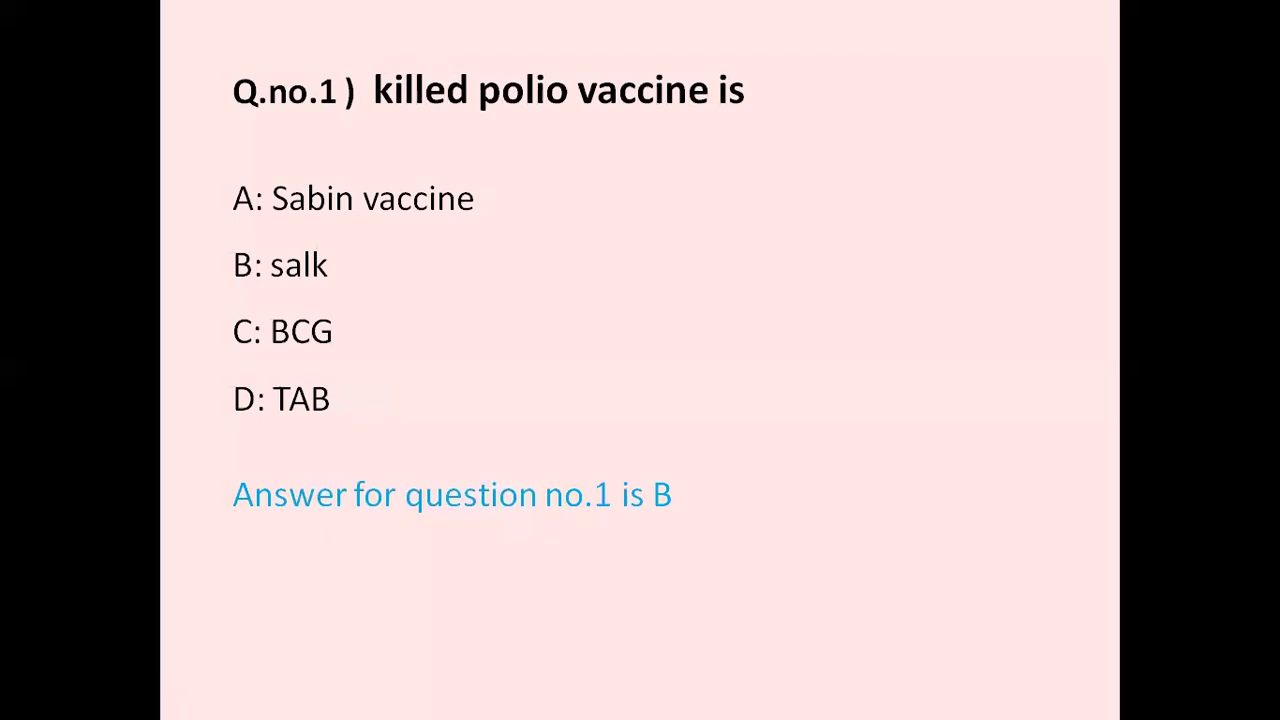 Q.no.1 ) killed polio vaccine is
A: Sabin vaccine
B: salk
C: BCG
D: TAB
Answer for question no.1 is B